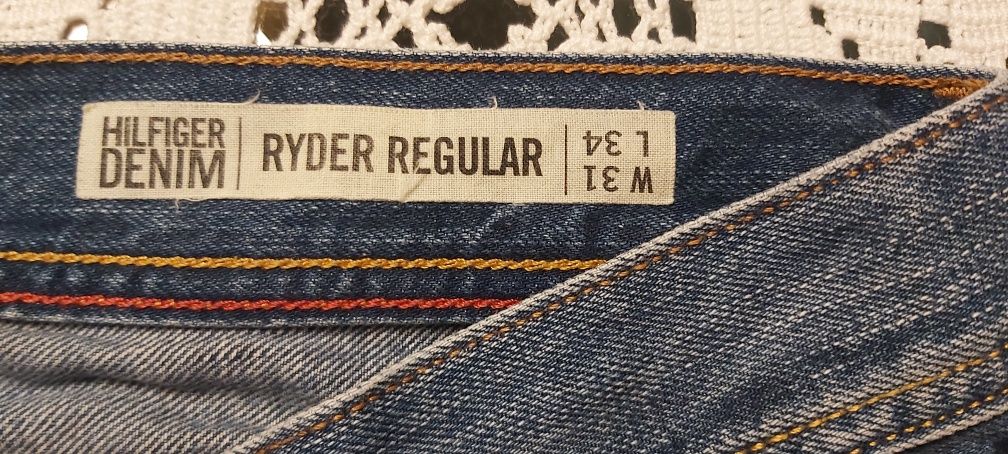 HILFIGER
DENIM
RYDER REGULAR
W 31
L 34